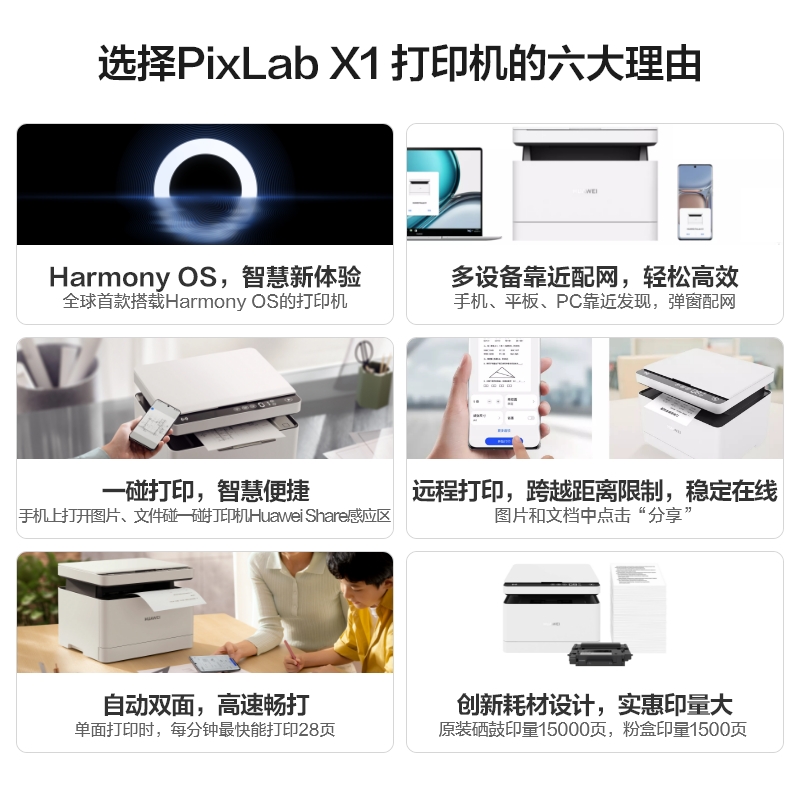 选择PixLab X1 打印机的六大理由
HUAWEI
Harmony OS，智慧新体验
全球首款搭载Harmony OS的打印机
多设备靠近配网，轻松高效
手机、平板、PC靠近发现，弹窗配网
一碰打印，智慧便捷
手机上打开图片、文件碰一碰打印机Huawei Share感应区
远程打印，跨越距离限制，稳定在线
图片和文档中点击“分享”
HUAWEI
自动双面，高速畅打
单面打印时，每分钟最快能打印28页
创新耗材设计，实惠印量大
原装硒鼓印量15000页，粉盒印量1500页